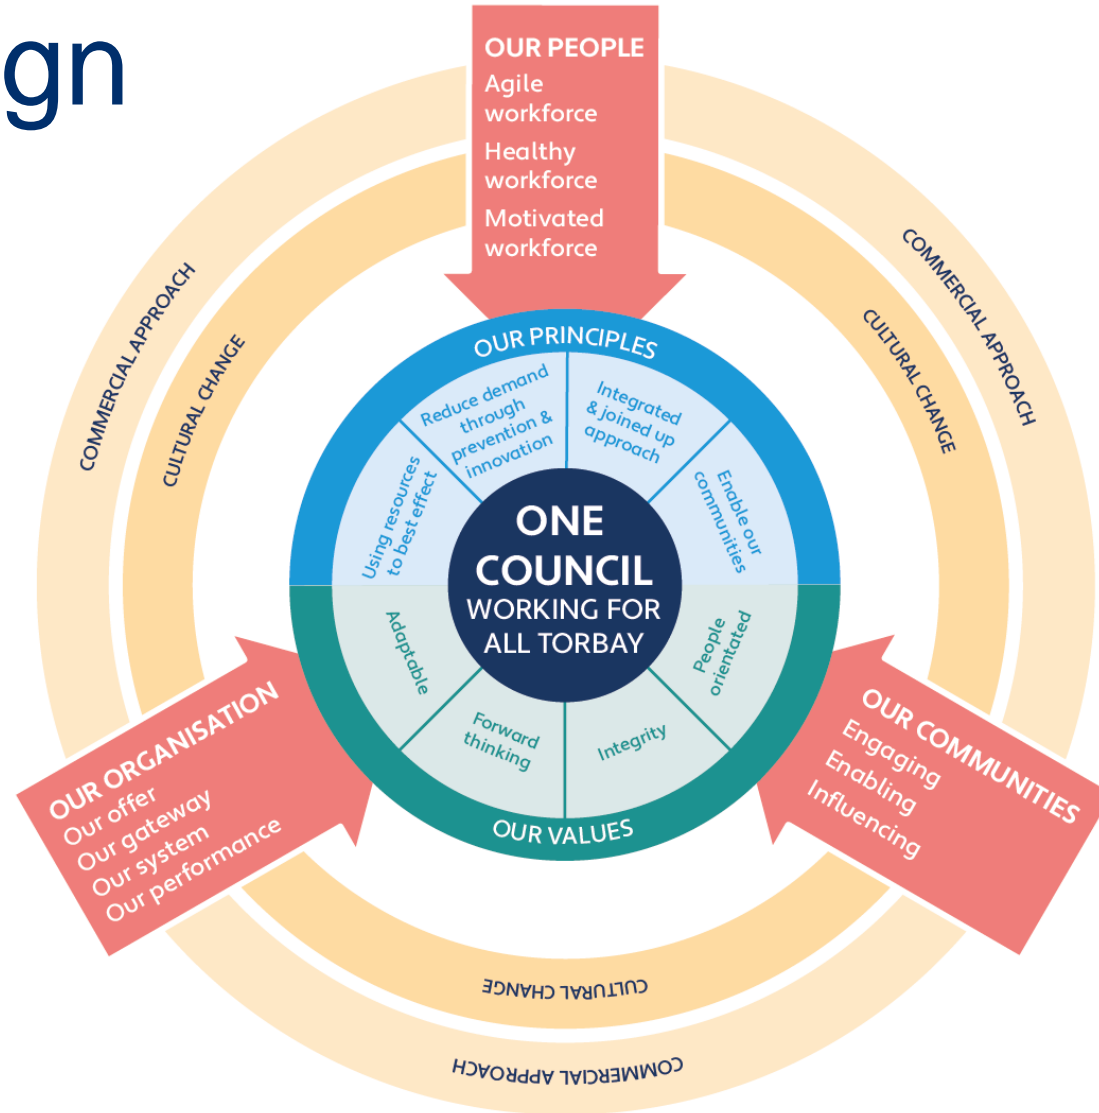 gn
OUR PEOPLE
Agile
workforce
Healthy
workforce
Motivated
workforce
COMMERCIAL APPROACH
CULTURAL CHANGE
COMMERCIAL APPROACH
CULTURAL CHANGE
OUR PRINCIPLES
Using resources
to best effect
Reduce demand
through
prevention &
innovation
Integrated
& joined up
approach
Enable our
communities
ONE
COUNCIL
WORKING FOR
ALL TORBAY
Adaptable
Forward
thinking
Integrity
People
orientated
OUR VALUES
OUR ORGANISATION
Our offer
Our gateway
Our system
Our performance
OUR COMMUNITIES
Engaging
Enabling
Influencing
CULTURAL CHANGE
COMMERCIAL APPROACH